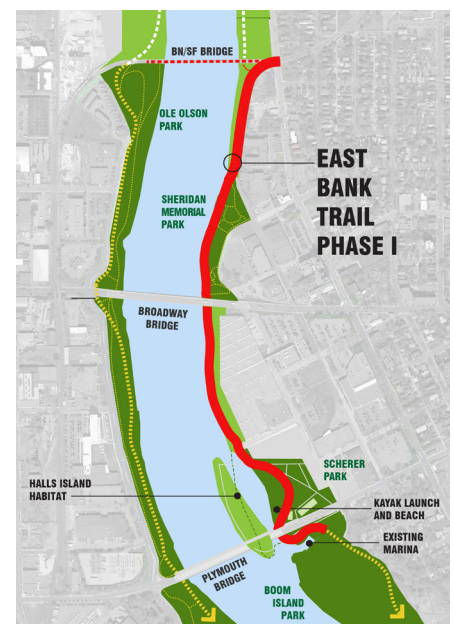 BN/SF BRIDGE
OLE OLSON
PARK
EAST
BANK
TRAIL
PHASE I
SHERIDAN
MEMORIAL
PARK
BROADWAY
BRIDGE
SCHERER
PARK
HALLS ISLAND
HABITAT
KAYAK LAUNCH
AND BEACH
EXISTING
MARINA
PLYMOUTH
BRIDGE
BOOM
ISLAND
PARK